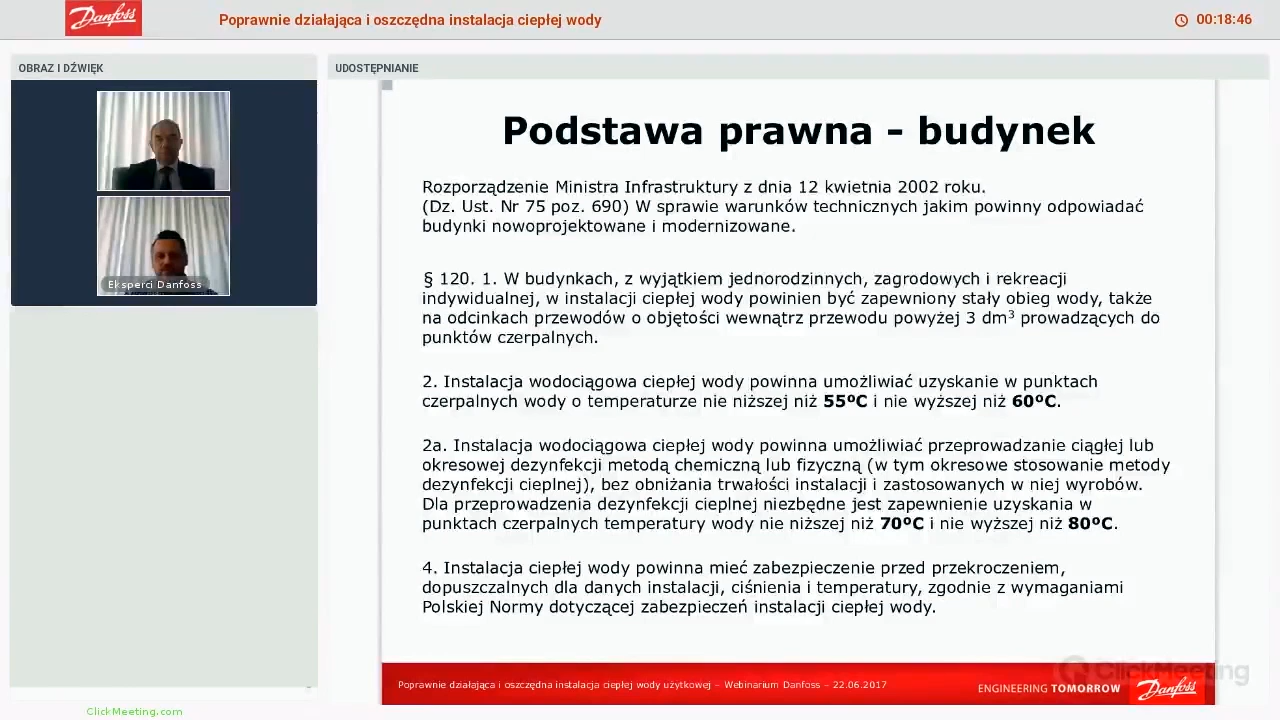 Danfoss
Poprawnie działająca i oszczędna instalacja ciepłej wody
00:18:46
OBRAZ I DŹWIĘK
UDOSTĘPNIANIE
Eksperci Danfoss
Podstawa prawna - budynek
Rozporządzenie Ministra Infrastruktury z dnia 12 kwietnia 2002 roku.
(Dz. Ust. Nr 75 poz. 690) W sprawie warunków technicznych jakim powinny odpowiadać
budynki nowoprojektowane i modernizowane.
§ 120. 1. W budynkach, z wyjątkiem jednorodzinnych, zagrodowych i rekreacji
indywidualnej, w instalacji ciepłej wody powinien być zapewniony stały obieg wody, także
na odcinkach przewodów o objętości wewnątrz przewodu powyżej 3 dm³ prowadzących do
punktów czerpalnych.
2. Instalacja wodociągowa ciepłej wody powinna umożliwiać uzyskanie w punktach
czerpalnych wody o temperaturze nie niższej niż 55ºC i nie wyższej niż 60ºC.
2a. Instalacja wodociągowa ciepłej wody powinna umożliwiać przeprowadzanie ciągłej lub
okresowej dezynfekcji metodą chemiczną lub fizyczną (w tym okresowe stosowanie metody
dezynfekcji cieplnej), bez obniżania trwałości instalacji i zastosowanych w niej wyrobów.
Dla przeprowadzenia dezynfekcji cieplnej niezbędne jest zapewnienie uzyskania w
punktach czerpalnych temperatury wody nie niższej niż 70ºC i nie wyższej niż 80ºC.
4. Instalacja ciepłej wody powinna mieć zabezpieczenie przed przekroczeniem,
dopuszczalnych dla danych instalacji, ciśnienia i temperatury, zgodnie z wymaganiami
Polskiej Normy dotyczącej zabezpieczeń instalacji ciepłej wody.
ClickMeeting
Poprawnie działająca i oszczędna instalacja ciepłej wody użytkowej – Webinarium Danfoss – 22.06.2017
ENGINEERING TOMORROW
Danfoss
ClickMeeting.com